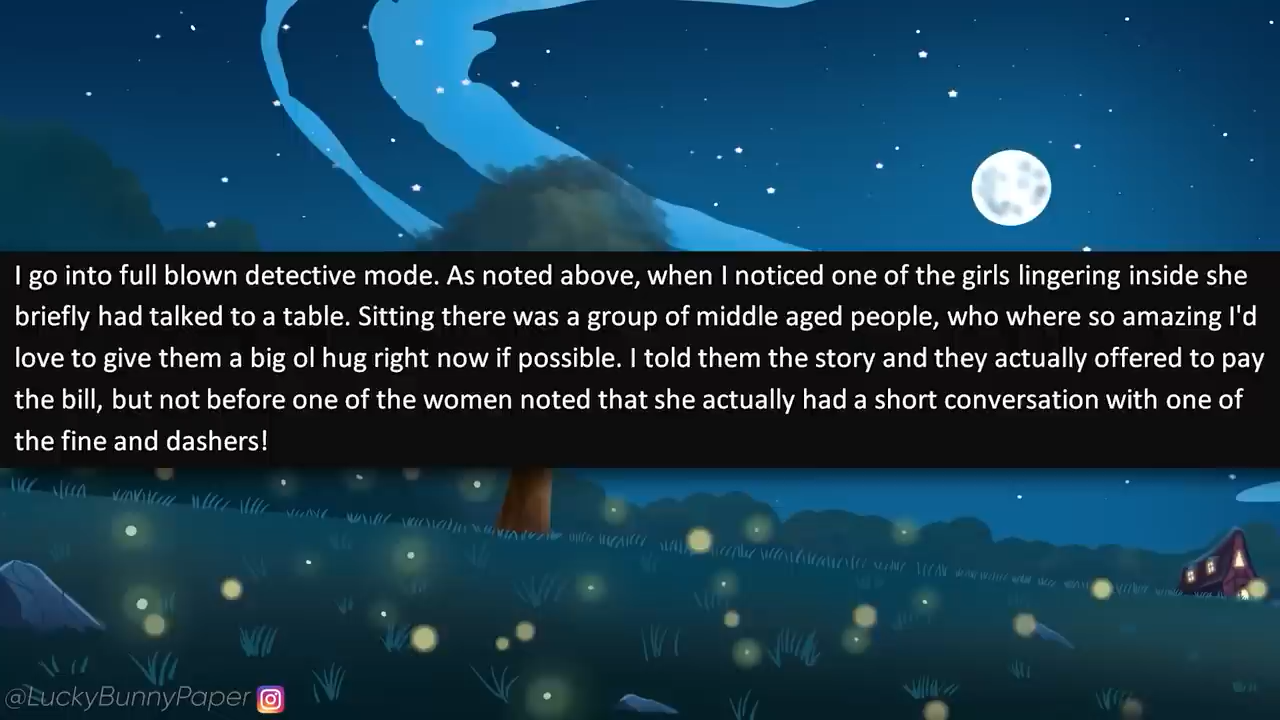 I go into full blown detective mode. As noted above, when I noticed one of the girls lingering inside she
briefly had talked to a table. Sitting there was a group of middle aged people, who where so amazing I'd
love to give them a big ol hug right now if possible. I told them the story and they actually offered to pay
the bill, but not before one of the women noted that she actually had a short conversation with one of
the fine and dashers!
@LuckyBunnyPaper